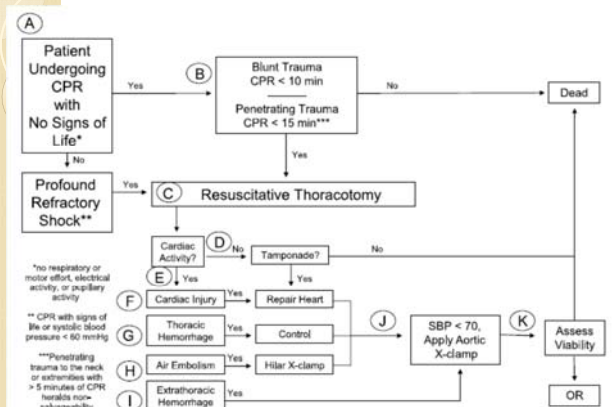 A
Patient
Undergoing
CPR
with
No Signs of
Life*
Yes
B
Blunt Trauma
CPR < 10 min
Penetrating Trauma
CPR < 15 min***
No
Dead
No
Yes
Profound
Refractory
Shock**
Yes
C
Resuscitative Thoracotomy
Cardiac
Activity?
D
No
Tamponade?
No
E
Yes
Yes
F
Cardiac Injury
Yes
Repair Heart
G
Thoracic
Hemorrhage
Yes
Control
H
Air Embolism
Yes
Hilar X-clamp
I
Extrathoracic
Hemorrhage
Yes
J
SBP < 70,
Apply Aortic
X-clamp
K
Assess
Viability
OR
*no respiratory or
motor effort, electrical
activity, or pupillary
activity
** CPR with signs of
life or systolic blood
pressure < 60 mmHg
***Penetrating
trauma to the neck
or extremities with
> 5 minutes of CPR
heralds non-